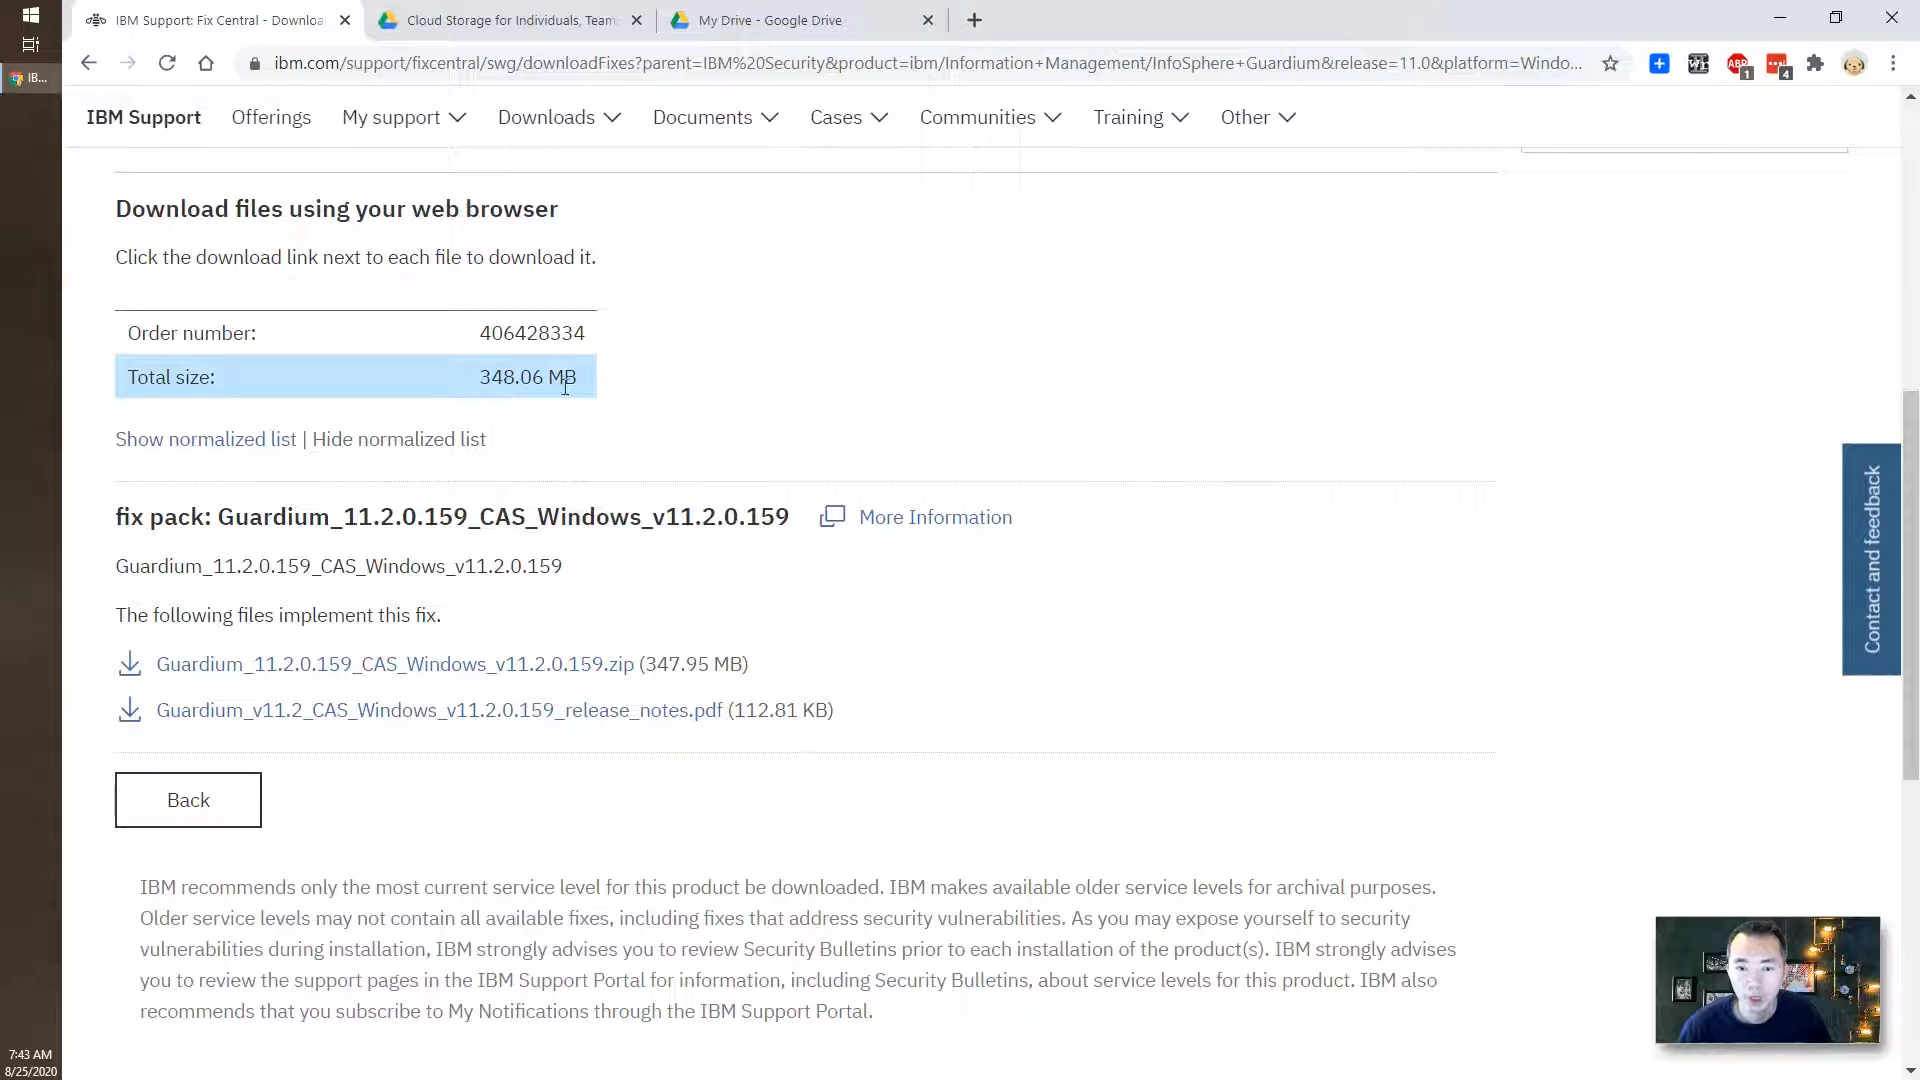 IBM Support: Fix Central - Downloa
Cloud Storage for Individuals, Team
My Drive - Google Drive
IB...
ibm.com/support/fixcentral/swg/downloadFixes?parent=IBM%20Security&product=ibm/Information+Management/InfoSphere+Guardium&release=11.0&platform=Windo...
ABP
1
4
IBM Support
Offerings
My support
Downloads
Documents
Cases
Communities
Training
Other
Download files using your web browser
Click the download link next to each file to download it.
Order number: 406428334
Total size: 348.06 MB
Show normalized list | Hide normalized list
Contact and feedback
fix pack: Guardium_11.2.0.159_CAS_Windows_v11.2.0.159 More Information
Guardium_11.2.0.159_CAS_Windows_v11.2.0.159
The following files implement this fix.
Guardium_11.2.0.159_CAS_Windows_v11.2.0.159.zip (347.95 MB)
Guardium_v11.2_CAS_Windows_v11.2.0.159_release_notes.pdf (112.81 KB)
Back
IBM recommends only the most current service level for this product be downloaded. IBM makes available older service levels for archival purposes.
Older service levels may not contain all available fixes, including fixes that address security vulnerabilities. As you may expose yourself to security
vulnerabilities during installation, IBM strongly advises you to review Security Bulletins prior to each installation of the product(s). IBM strongly advises
you to review the support pages in the IBM Support Portal for information, including Security Bulletins, about service levels for this product. IBM also
recommends that you subscribe to My Notifications through the IBM Support Portal.
7:43 AM
8/25/2020